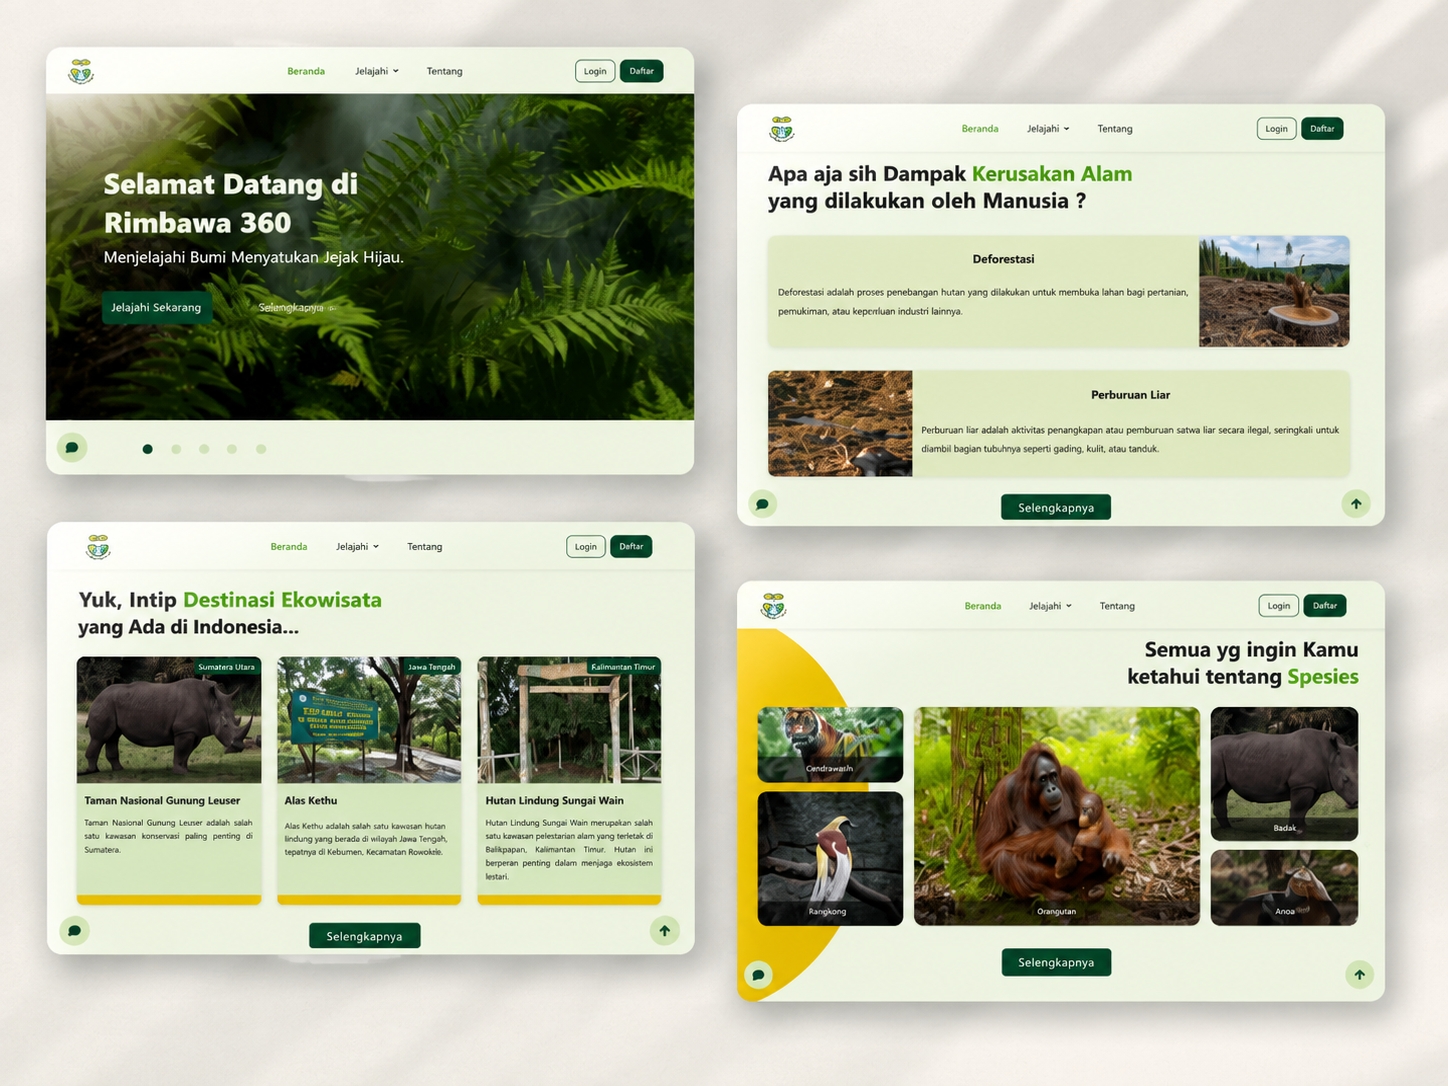 Beranda
Jelajahi
Tentang
Login
Daftar
Selamat Datang di
Rimbawa 360
Menjelajahi Bumi Menyatukan Jejak Hijau.
Jelajahi Sekarang
Selengkapnya
Beranda
Jelajahi
Tentang
Login
Daftar
Apa aja sih Dampak Kerusakan Alam
yang dilakukan oleh Manusia ?
Deforestasi
Deforestasi adalah proses penebangan hutan yang dilakukan untuk membuka lahan bagi pertanian,
pemukiman, atau keperluan industri lainnya.
Perburuan Liar
Perburuan liar adalah aktivitas penangkapan atau pemburuan satwa liar secara ilegal, seringkali untuk
diambil bagian tubuhnya seperti gading, kulit, atau tanduk.
Selengkapnya
Beranda
Jelajahi
Tentang
Login
Daftar
Yuk, Intip Destinasi Ekowisata
yang Ada di Indonesia...
Sumatera Utara
Taman Nasional Gunung Leuser
Taman Nasional Gunung Leuser adalah salah
satu kawasan konservasi paling penting di
Sumatera.
Jawa Tengah
Alas Kethu
Alas Kethu adalah salah satu kawasan hutan
lindung yang berada di wilayah Jawa Tengah,
tepatnya di Kebumen, Kecamatan Rowokele.
Kalimantan Timur
Hutan Lindung Sungai Wain
Hutan Lindung Sungai Wain merupakan salah
satu kawasan pelestarian alam yang terletak di
Balikpapan, Kalimantan Timur. Hutan ini
berperan penting dalam menjaga ekosistem
lestari.
Selengkapnya
Beranda
Jelajahi
Tentang
Login
Daftar
Semua yg ingin Kamu
ketahui tentang Spesies
Cendrawasih
Rangkong
Orangutan
Badak
Anoa
Selengkapnya